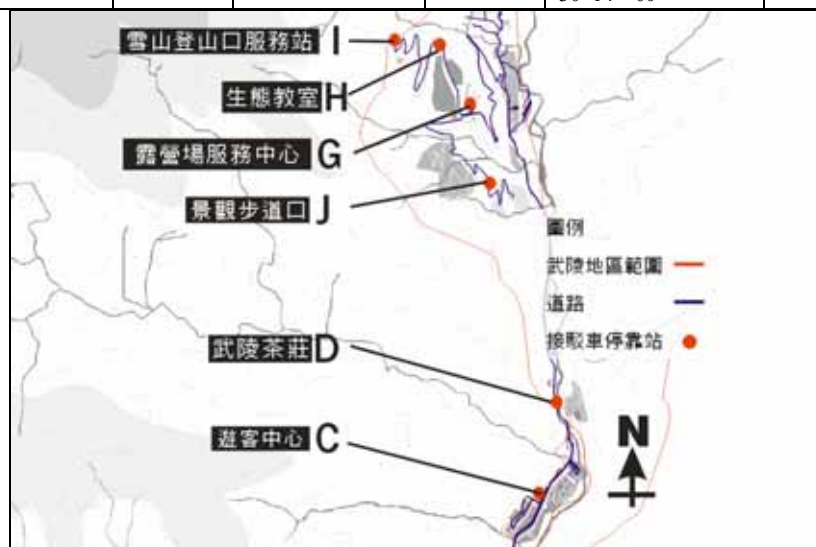 雪山登山口服務站 I
生態教室 H
露營場服務中心 G
景觀步道口 J
圖例
武陵地區範圍
道路
接駁車停靠站
武陵茶莊 D
遊客中心 C
N